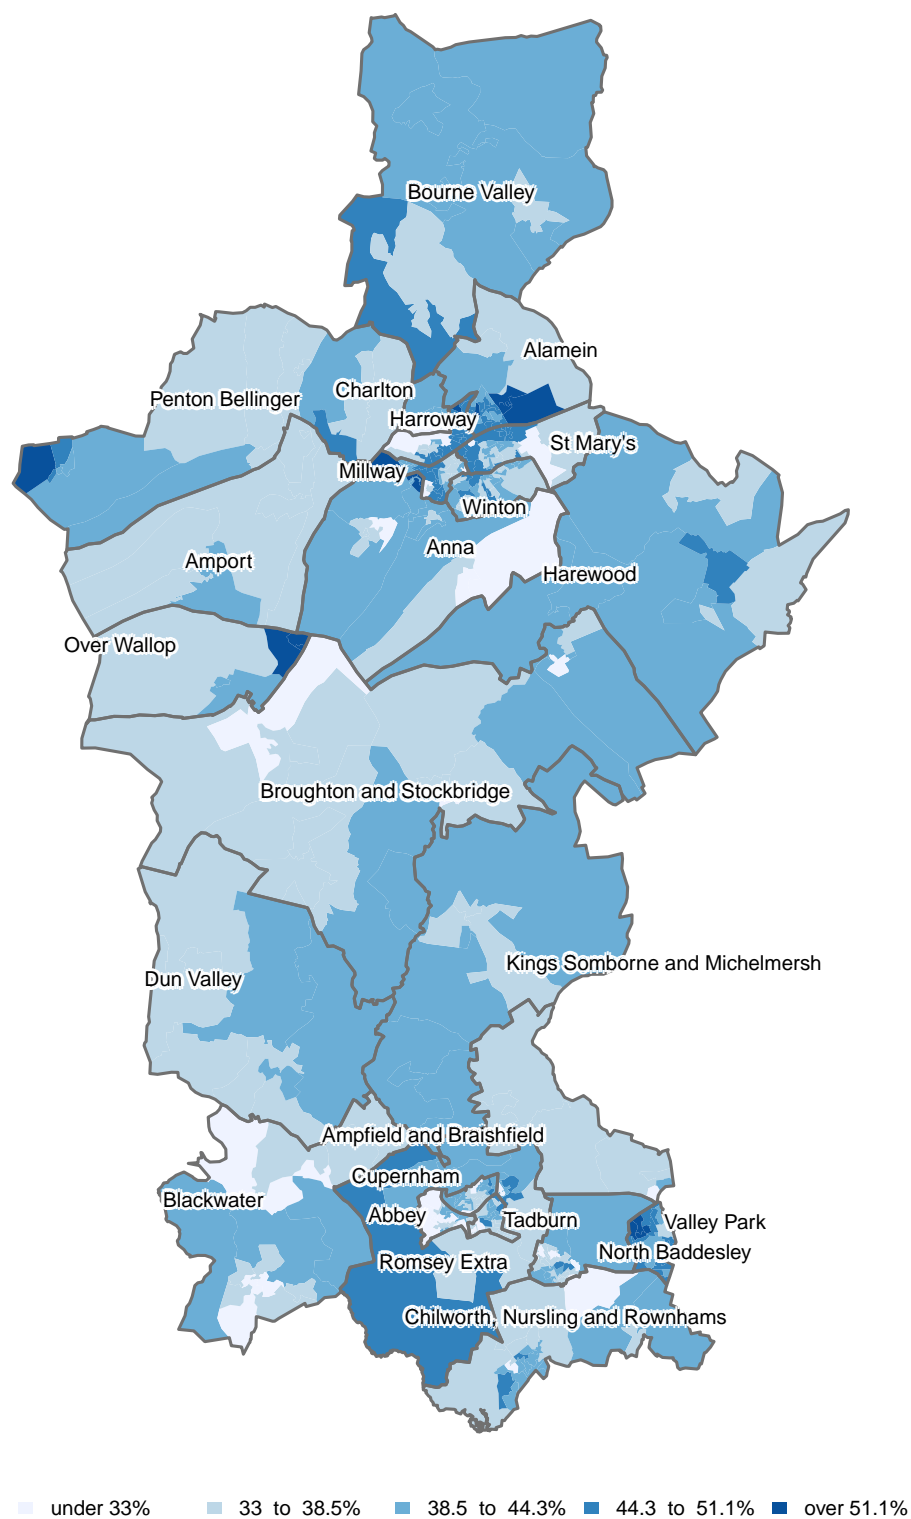 Bourne Valley
Alamein
Charlton
Penton Bellinger
Harroway
St Mary's
Millway
Winton
Anna
Amport
Harewood
Over Wallop
Broughton and Stockbridge
Kings Somborne and Michelmersh
Dun Valley
Ampfield and Braishfield
Cupernham
Blackwater
Abbey
Tadburn
Valley Park
North Baddesley
Romsey Extra
Chilworth, Nursling and Rownhams
under 33%
33 to 38.5%
38.5 to 44.3%
44.3 to 51.1%
over 51.1%